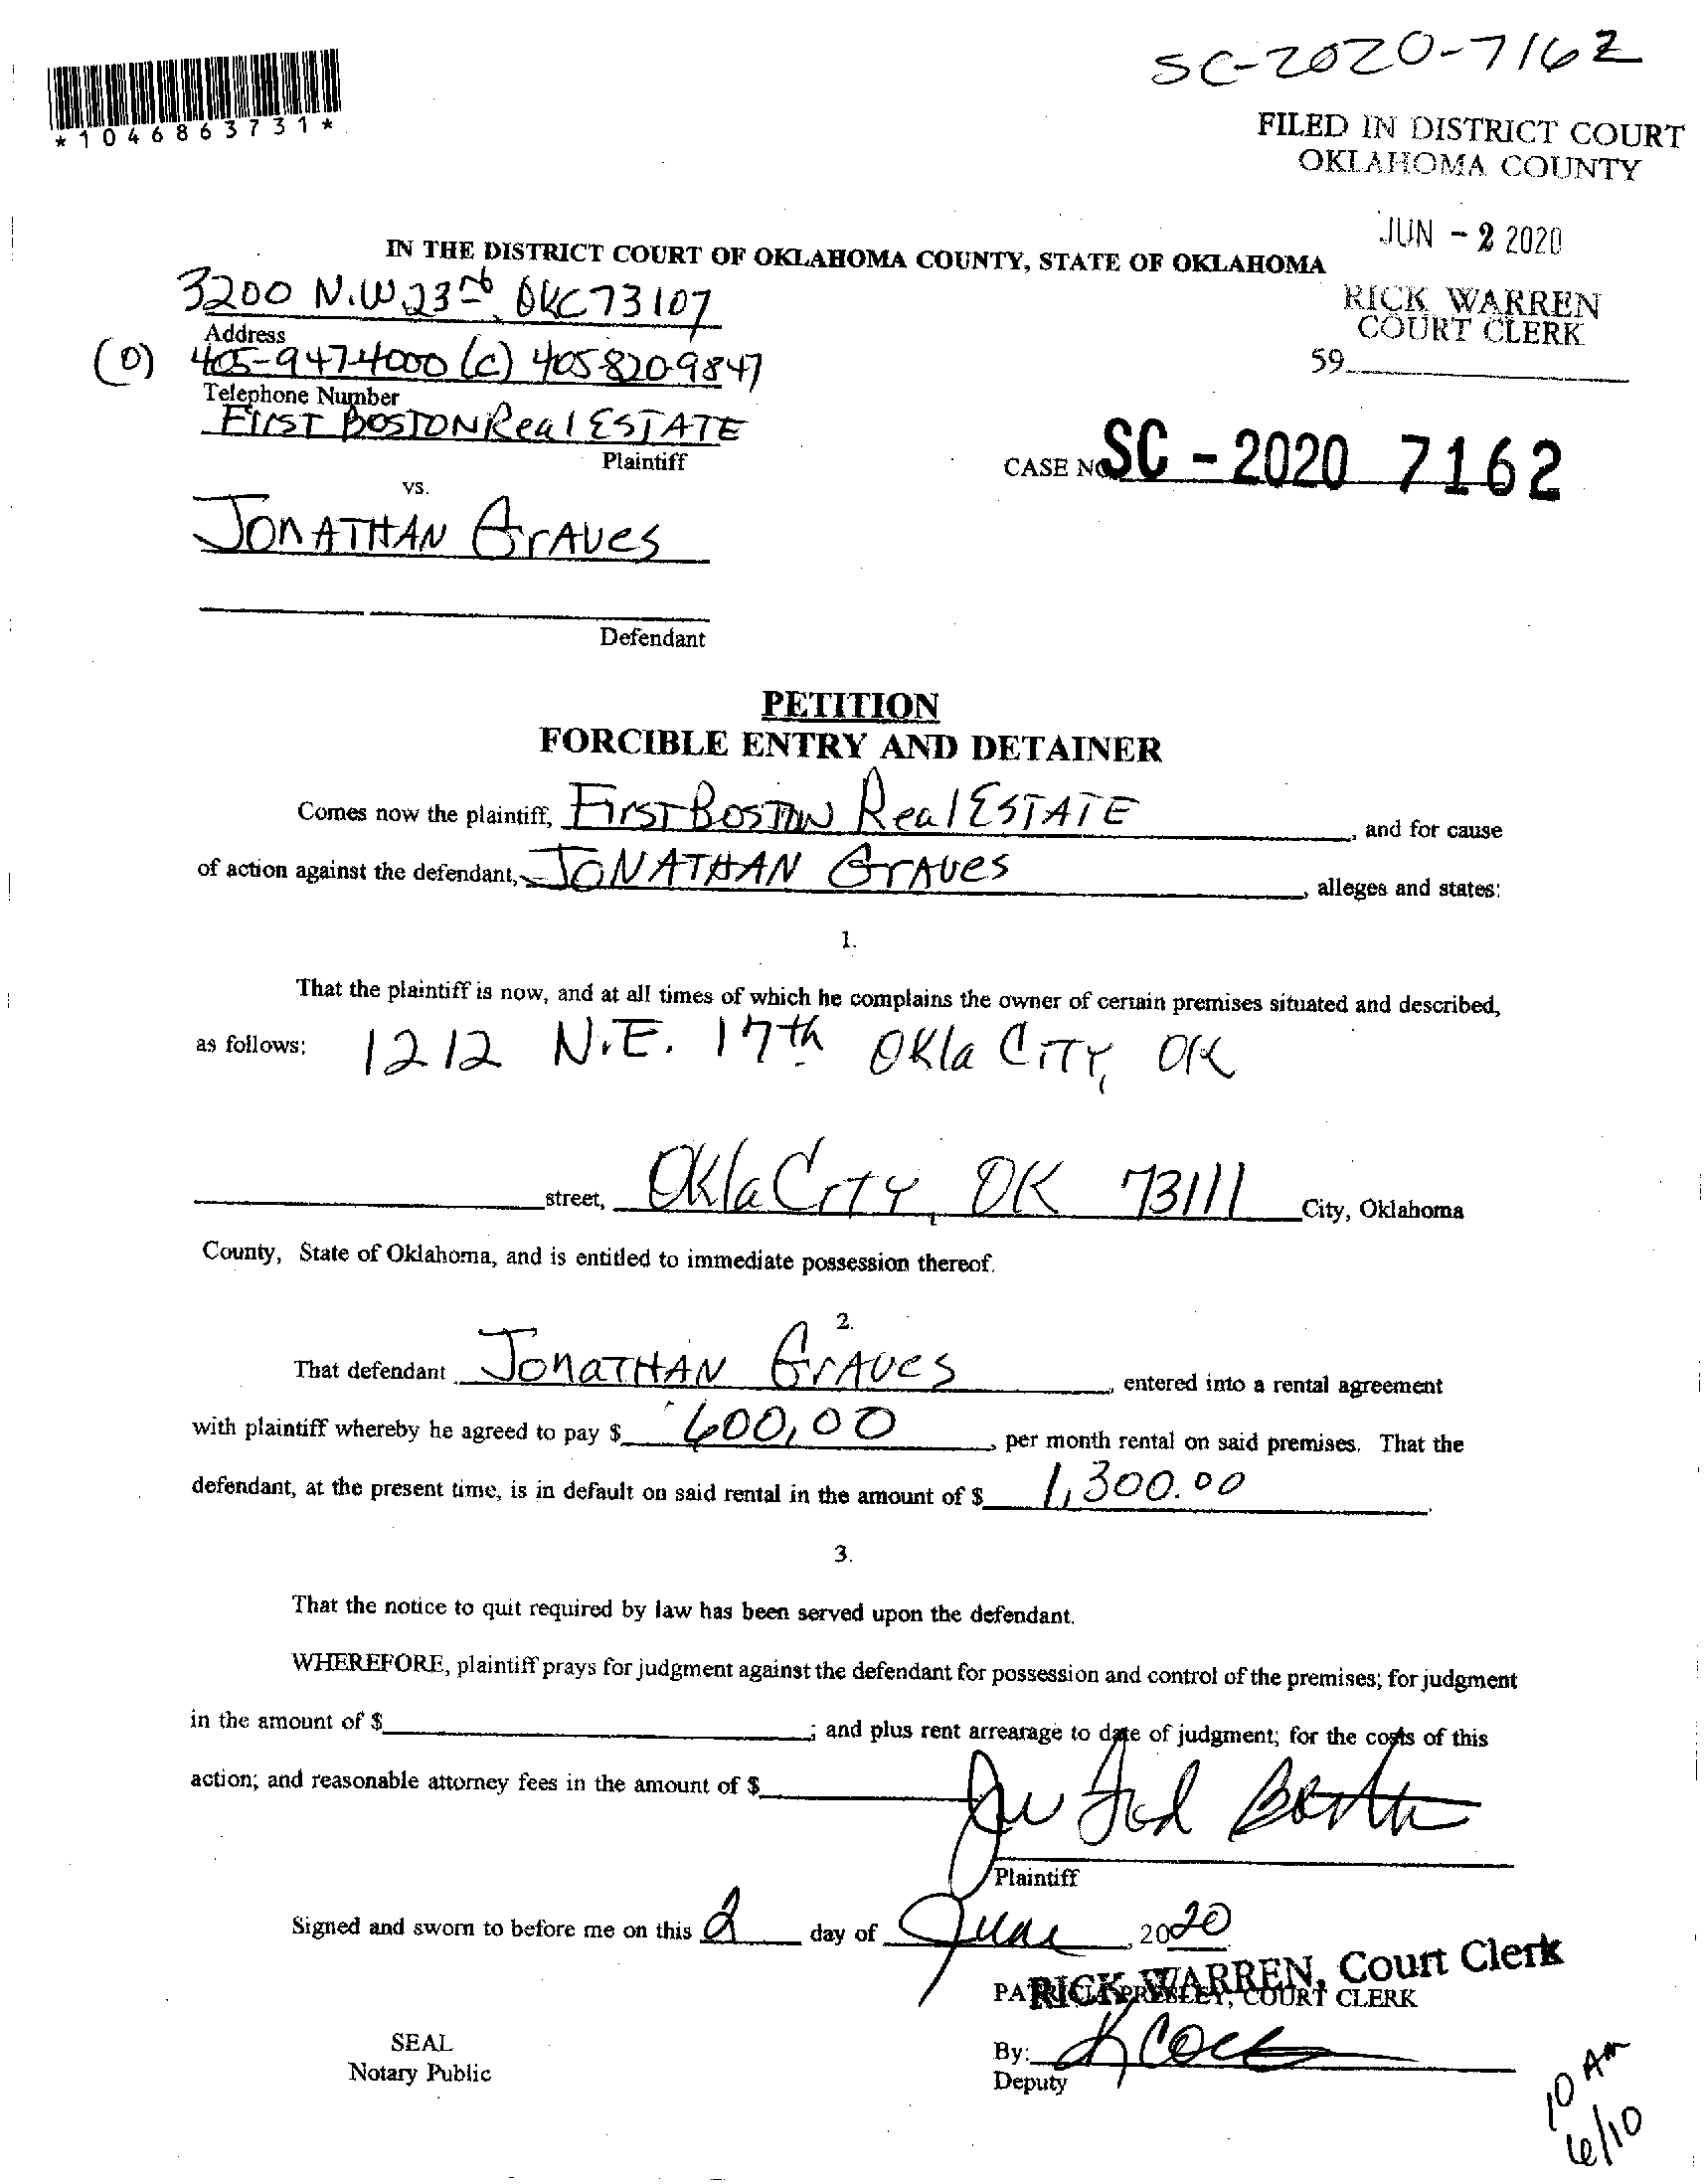 SC-2020-7162
*1046863731*
FILED IN DISTRICT COURT
OKLAHOMA COUNTY
JUN - 2 2020
IN THE DISTRICT COURT OF OKLAHOMA COUNTY, STATE OF OKLAHOMA
3200 N.W. 23rd, OKC 73107
RICK WARREN
COURT CLERK
Address
(O) 405-947-4000 (C) 405 820-9847
59
Telephone Number
FIRST BOSTON Real ESTATE
Plaintiff
CASE NO. SC - 2020 7162
vs.
JONATHAN GrAVes
Defendant
PETITION
FORCIBLE ENTRY AND DETAINER
Comes now the plaintiff, FirST BOSTON Real ESTATE, and for cause
of action against the defendant, JONATHAN GrAVes, alleges and states:
1.
That the plaintiff is now, and at all times of which he complains the owner of certain premises situated and described,
as follows: 1212 N.E. 17th Okla CiTY, OK
street, Okla CiTY, OK 73111 City, Oklahoma
County, State of Oklahoma, and is entitled to immediate possession thereof.
2.
That defendant JonaTHAN GrAVes, entered into a rental agreement
with plaintiff whereby he agreed to pay $ 600,00, per month rental on said premises. That the
defendant, at the present time, is in default on said rental in the amount of $ 1,300.00.
3.
That the notice to quit required by law has been served upon the defendant.
WHEREFORE, plaintiff prays for judgment against the defendant for possession and control of the premises; for judgment
in the amount of $; and plus rent arrearage to date of judgment; for the costs of this
action; and reasonable attorney fees in the amount of $
Plaintiff
Signed and sworn to before me on this 2 day of June, 2020
RICK WARREN, Court Clerk
PATRICIA PRESLEY, COURT CLERK
SEAL
By:
Notary Public
Deputy
10 AM
6/10